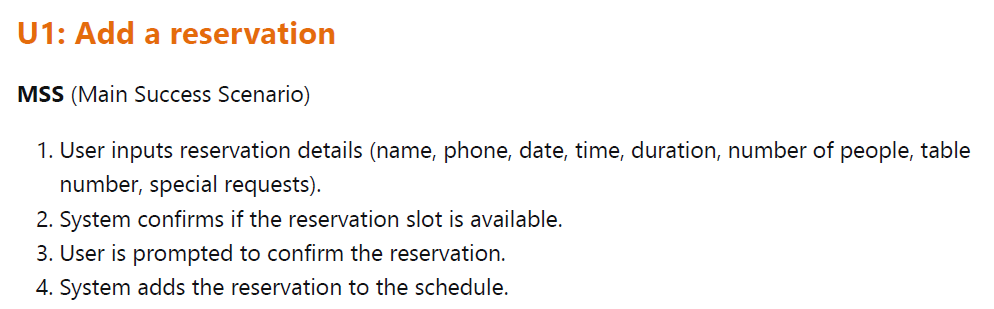 U1: Add a reservation
MSS (Main Success Scenario)
1. User inputs reservation details (name, phone, date, time, duration, number of people, table
number, special requests).
2. System confirms if the reservation slot is available.
3. User is prompted to confirm the reservation.
4. System adds the reservation to the schedule.